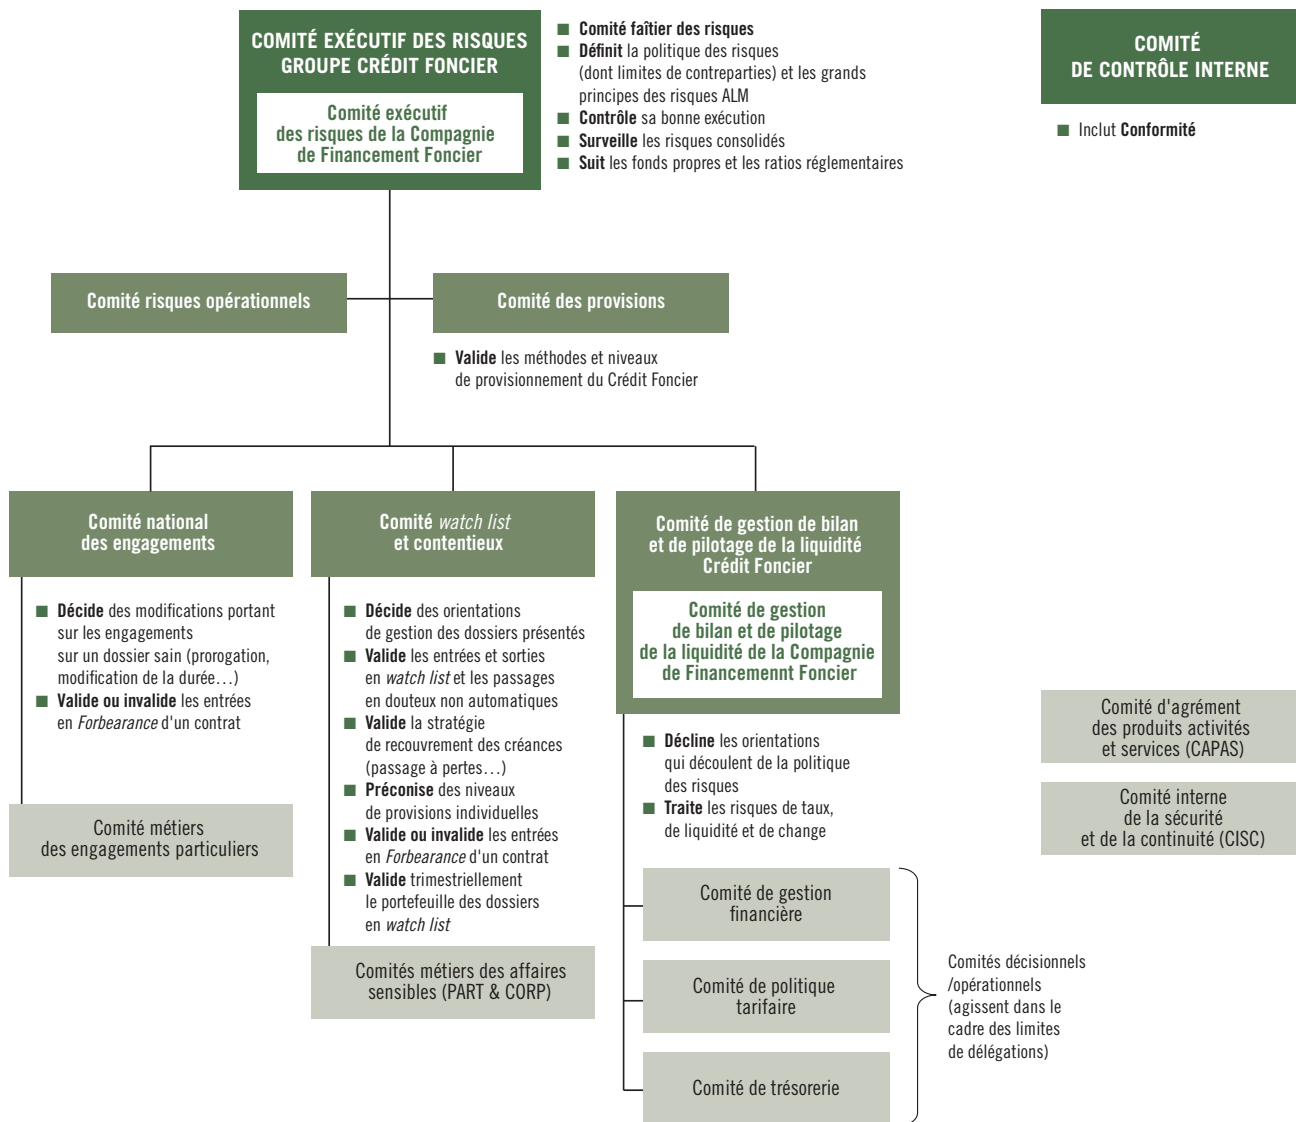 COMITÉ EXÉCUTIF DES RISQUES
GROUPE CRÉDIT FONCIER
Comité exécutif
des risques de la Compagnie
de Financement Foncier
■ Comité faîtier des risques
■ Définit la politique des risques
(dont limites de contreparties) et les grands
principes des risques ALM
■ Contrôle sa bonne exécution
■ Surveille les risques consolidés
■ Suit les fonds propres et les ratios réglementaires
COMITÉ
DE CONTRÔLE INTERNE
■ Inclut Conformité
Comité risques opérationnels
Comité des provisions
■ Valide les méthodes et niveaux
de provisionnement du Crédit Foncier
Comité national
des engagements
■ Décide des modifications portant
sur les engagements
sur un dossier sain (prorogation,
modification de la durée…)
■ Valide ou invalide les entrées
en Forbearance d'un contrat
Comité métiers
des engagements particuliers
Comité watch list
et contentieux
■ Décide des orientations
de gestion des dossiers présentés
■ Valide les entrées et sorties
en watch list et les passages
en douteux non automatiques
■ Valide la stratégie
de recouvrement des créances
(passage à pertes…)
■ Préconise des niveaux
de provisions individuelles
■ Valide ou invalide les entrées
en Forbearance d'un contrat
■ Valide trimestriellement
le portefeuille des dossiers
en watch list
Comités métiers des affaires
sensibles (PART & CORP)
Comité de gestion de bilan
et de pilotage de la liquidité
Crédit Foncier
Comité de gestion
de bilan et de pilotage
de la liquidité de la Compagnie
de Financemennt Foncier
■ Décline les orientations
qui découlent de la politique
des risques
■ Traite les risques de taux,
de liquidité et de change
Comité de gestion
financière
Comité de politique
tarifaire
Comité de trésorerie
Comités décisionnels
/opérationnels
(agissent dans le
cadre des limites
de délégations)
Comité d'agrément
des produits activités
et services (CAPAS)
Comité interne
de la sécurité
et de la continuité (CISC)